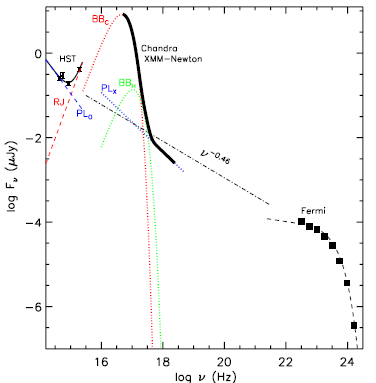 BB_C
HST
Chandra
XMM-Newton
BB_H
PL_X
RJ
PL_O
ν^-0.46
Fermi
0
-2
-4
-6
16
18
20
22
24
log F_ν (μJy)
log ν (Hz)